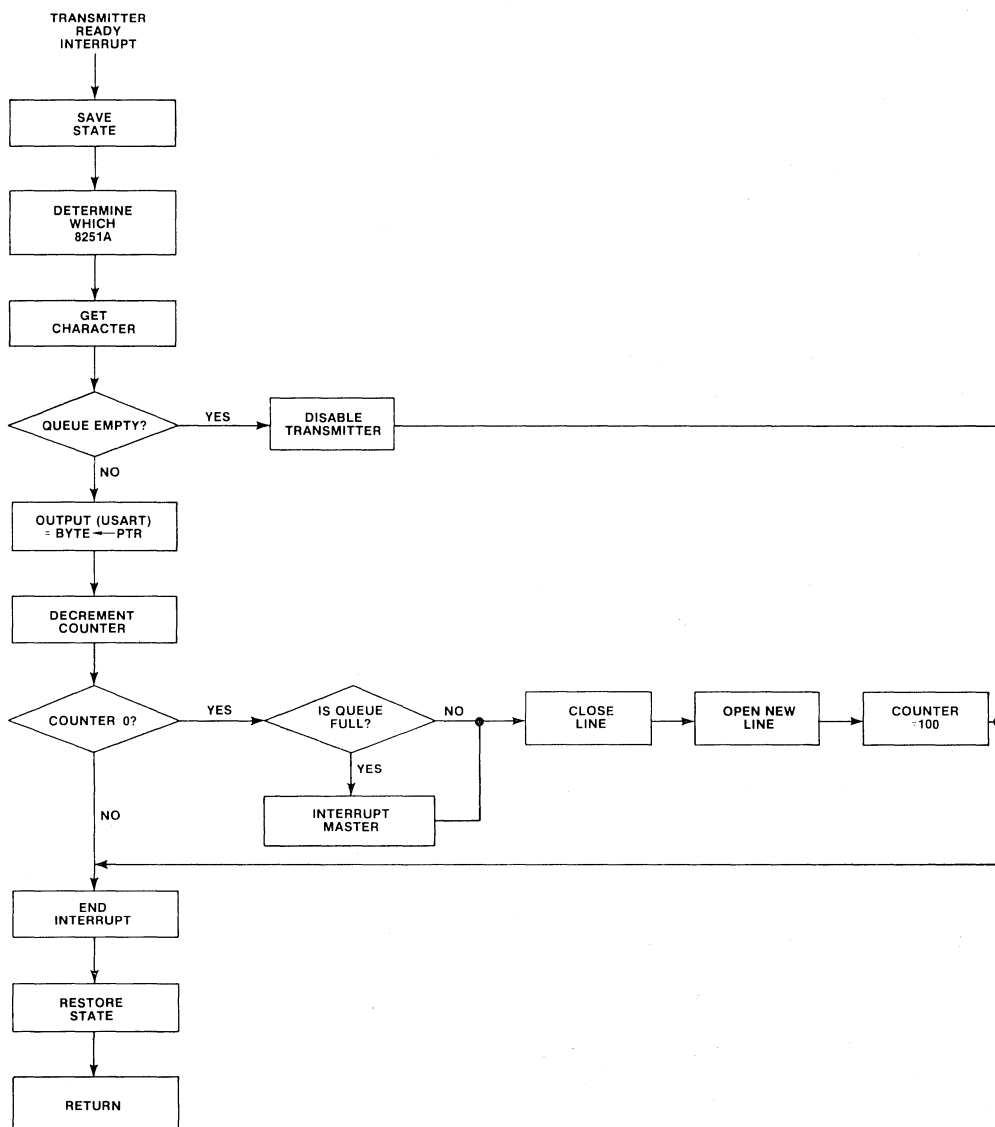 TRANSMITTER
READY
INTERRUPT
SAVE
STATE
DETERMINE
WHICH
8251A
GET
CHARACTER
QUEUE EMPTY?
YES
DISABLE
TRANSMITTER
NO
OUTPUT (USART)
= BYTE ← PTR
DECREMENT
COUNTER
COUNTER 0?
YES
IS QUEUE
FULL?
NO
CLOSE
LINE
OPEN NEW
LINE
COUNTER
=100
YES
INTERRUPT
MASTER
NO
END
INTERRUPT
RESTORE
STATE
RETURN